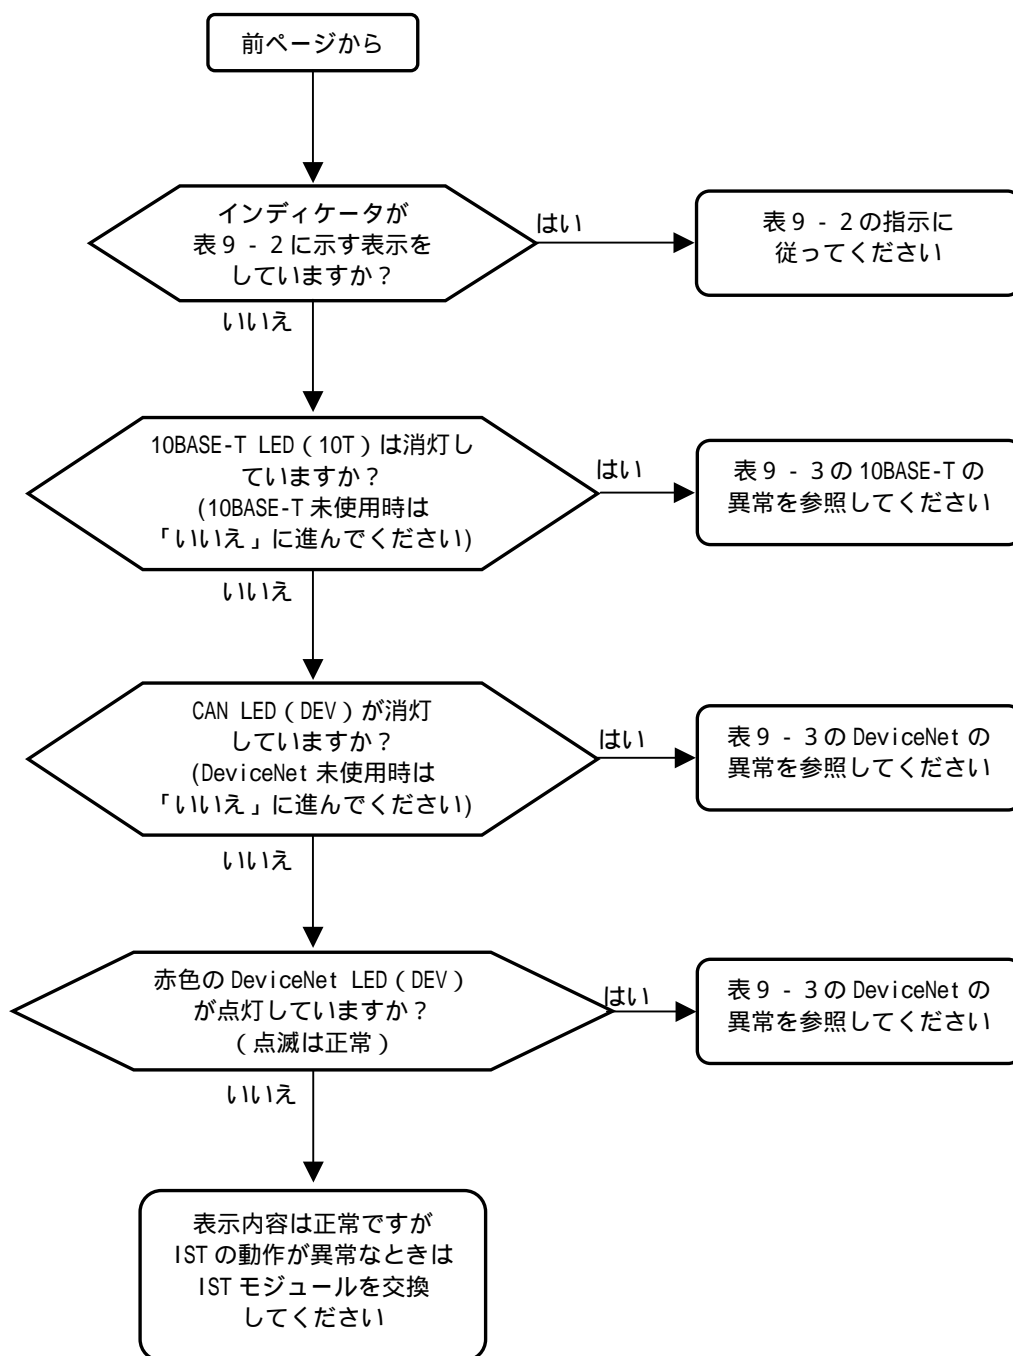 前ページから
インディケータが
表９‐２に示す表示を
していますか？
はい
表９‐２の指示に
従ってください
いいえ
10BASE-T LED（10T）は消灯し
ていますか？
(10BASE-T 未使用時は
「いいえ」に進んでください)
はい
表９‐３の 10BASE-T の
異常を参照してください
いいえ
CAN LED（DEV）が消灯
していますか？
(DeviceNet 未使用時は
「いいえ」に進んでください)
はい
表９‐３の DeviceNet の
異常を参照してください
いいえ
赤色の DeviceNet LED（DEV）
が点灯していますか？
（点滅は正常）
はい
表９‐３の DeviceNet の
異常を参照してください
いいえ
表示内容は正常ですが
IST の動作が異常なときは
IST モジュールを交換
してください